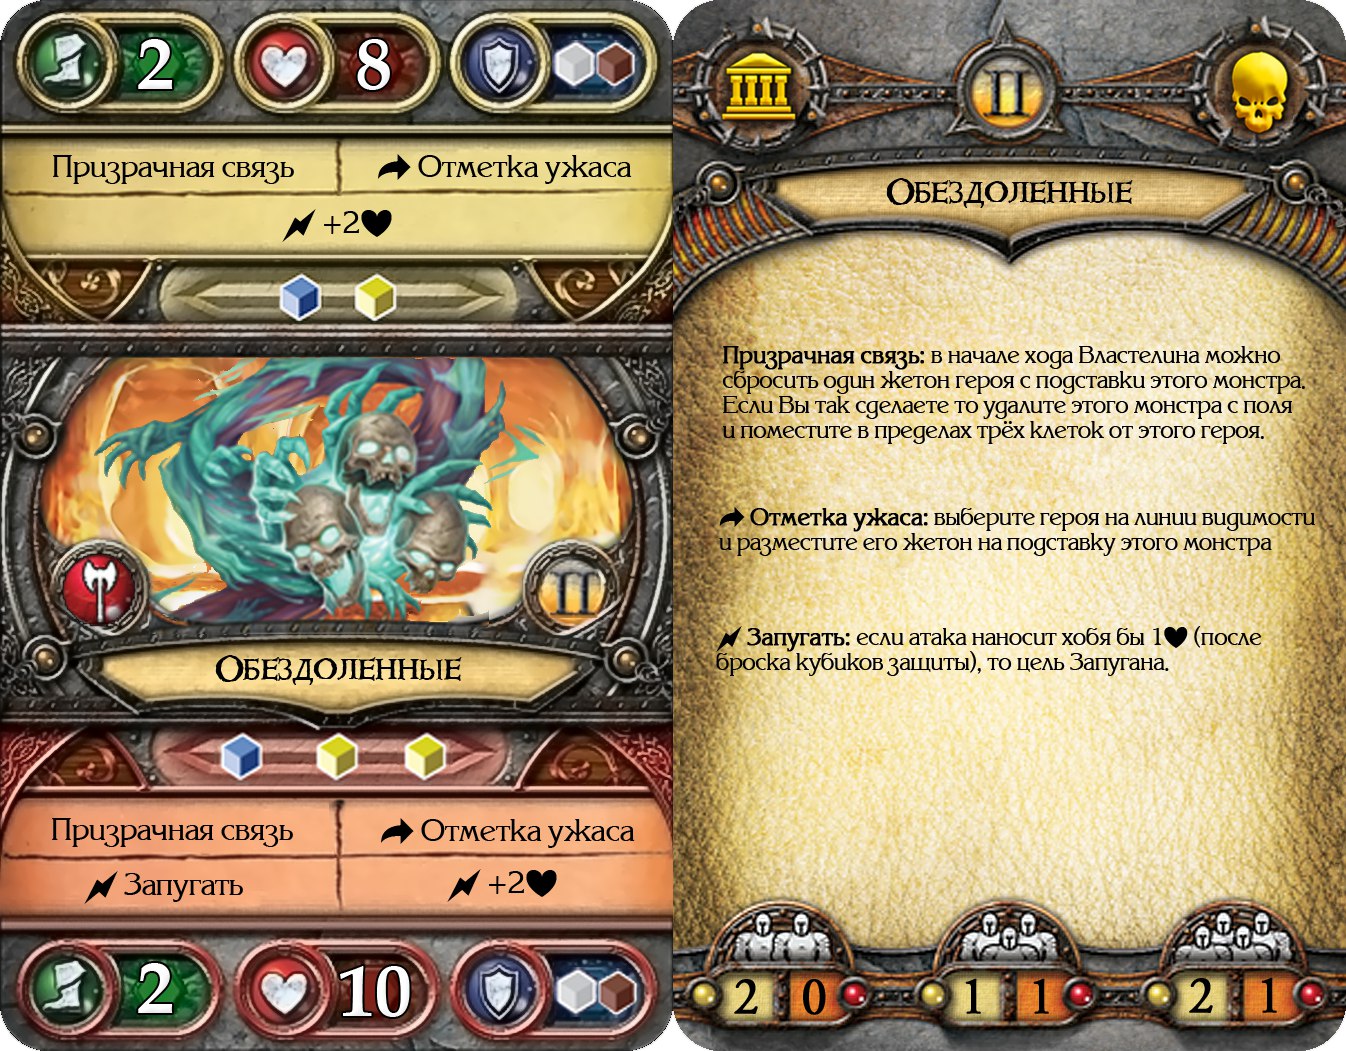 2 8
Призрачная связь
Отметка ужаса
+2
II
Обездоленные
Призрачная связь
Отметка ужаса
Запугать
+2
2 10
II
Обездоленные
Призрачная связь: в начале хода Властелина можно
сбросить один жетон героя с подставки этого монстра.
Если Вы так сделаете то удалите этого монстра с поля
и поместите в пределах трёх клеток от этого героя.
Отметка ужаса: выберите героя на линии видимости
и разместите его жетон на подставку этого монстра
Запугать: если атака наносит хобя бы 1 (после
броска кубиков защиты), то цель Запугана.
2 0 1 1 2 1